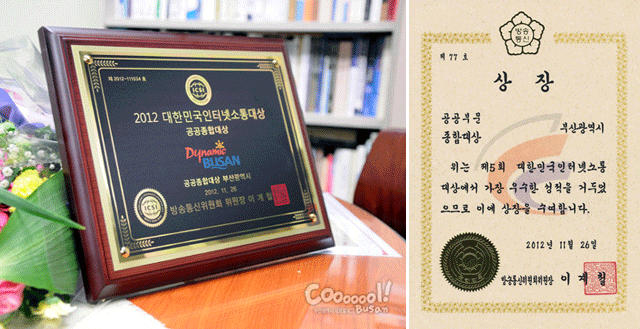 제 2012-111034 호
ICSI
2012 대한민국인터넷소통대상
공공종합대상
Dynamic
BUSAN
공공종합대상 부산광역시
2012. 11. 26
방송통신위원회 위원장 이 계 철
ICSI
Cooooool!
Busan
방송
통신
제 77 호
상 장
공공부문
종합대상
부산광역시
위는 제5회 대한민국인터넷소통
대상에서 가장 우수한 성적을 거두었
으므로 이에 상장을 수여합니다.
2012년 11월 26일
방송통신위원회위원장 이 계 철